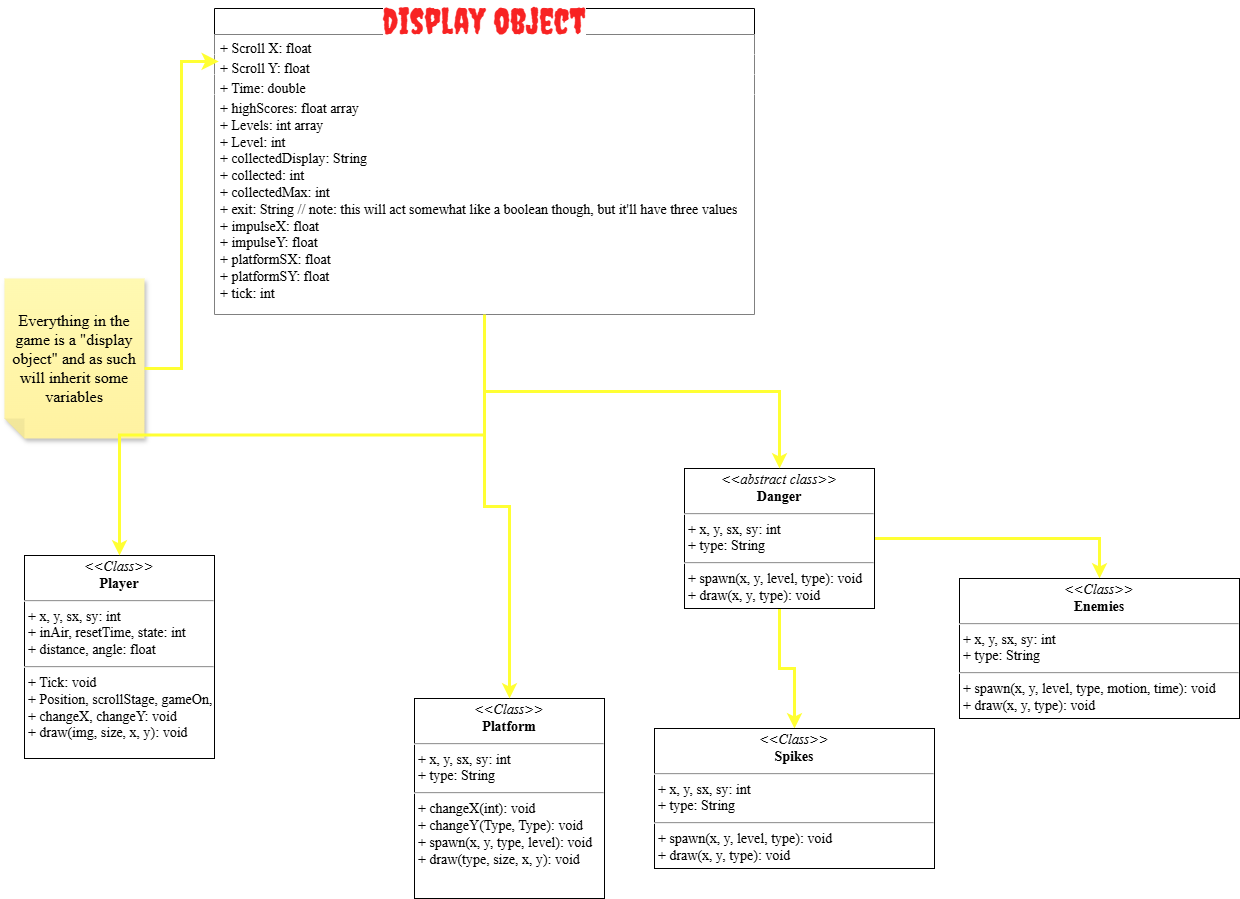 DISPLAY OBJECT
+ Scroll X: float
+ Scroll Y: float
+ Time: double
+ highScores: float array
+ Levels: int array
+ Level: int
+ collectedDisplay: String
+ collected: int
+ collectedMax: int
+ exit: String // note: this will act somewhat like a boolean though, but it'll have three values
+ impulseX: float
+ impulseY: float
+ platformSX: float
+ platformSY: float
+ tick: int
Everything in the
game is a "display
object" and as such
will inherit some
variables
<<Class>>
Player
+ x, y, sx, sy: int
+ inAir, resetTime, state: int
+ distance, angle: float
+ Tick: void
+ Position, scrollStage, gameOn,
+ changeX, changeY: void
+ draw(img, size, x, y): void
<<Class>>
Platform
+ x, y, sx, sy: int
+ type: String
+ changeX(int): void
+ changeY(Type, Type): void
+ spawn(x, y, type, level): void
+ draw(type, size, x, y): void
<<abstract class>>
Danger
+ x, y, sx, sy: int
+ type: String
+ spawn(x, y, level, type): void
+ draw(x, y, type): void
<<Class>>
Spikes
+ x, y, sx, sy: int
+ type: String
+ spawn(x, y, level, type): void
+ draw(x, y, type): void
<<Class>>
Enemies
+ x, y, sx, sy: int
+ type: String
+ spawn(x, y, level, type, motion, time): void
+ draw(x, y, type): void